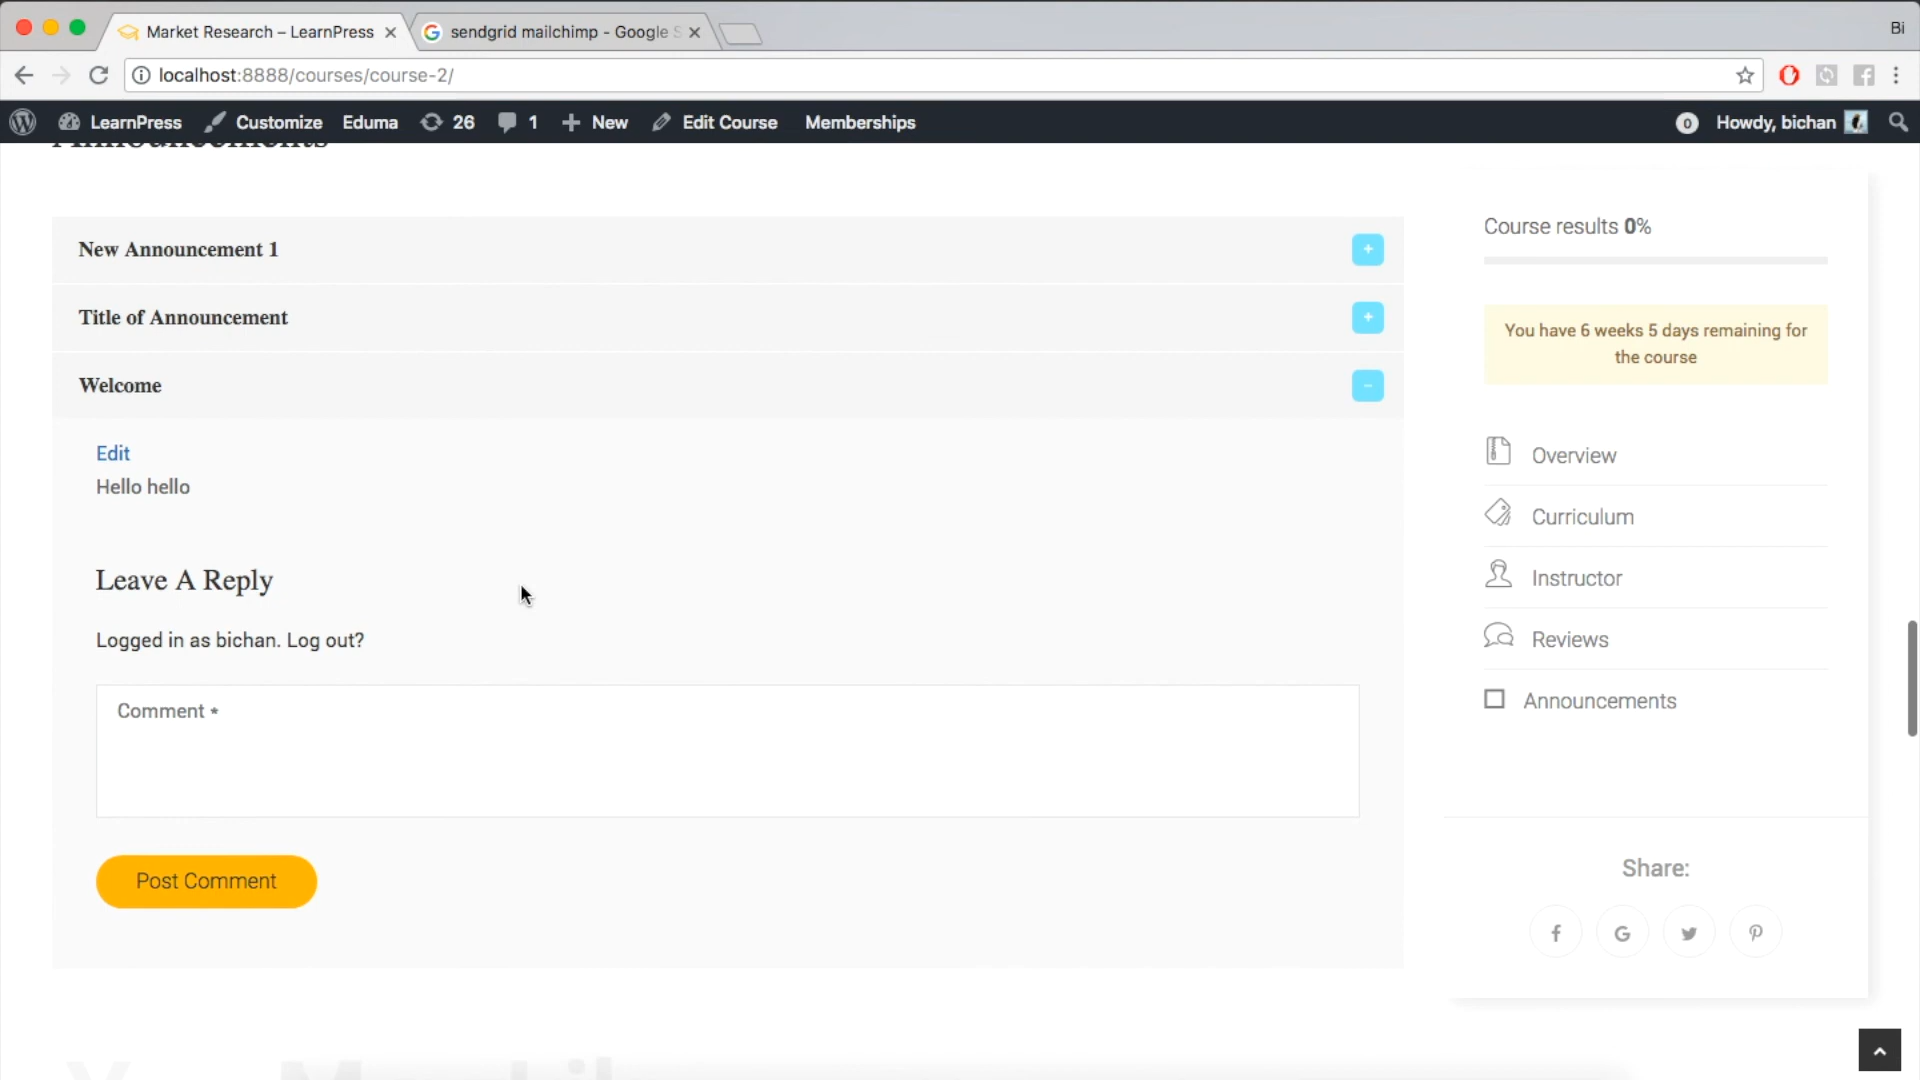 Market Research – LearnPress
sendgrid mailchimp - Google S
Bi
localhost:8888/courses/course-2/
LearnPress Customize Eduma 26 1 New Edit Course Memberships 0 Howdy, bichan
Announcements
New Announcement 1
+
Title of Announcement
+
Welcome
-
Edit
Hello hello
Leave A Reply
Logged in as bichan. Log out?
Comment *
Post Comment
Course results 0%
You have 6 weeks 5 days remaining for
the course
Overview
Curriculum
Instructor
Reviews
Announcements
Share: